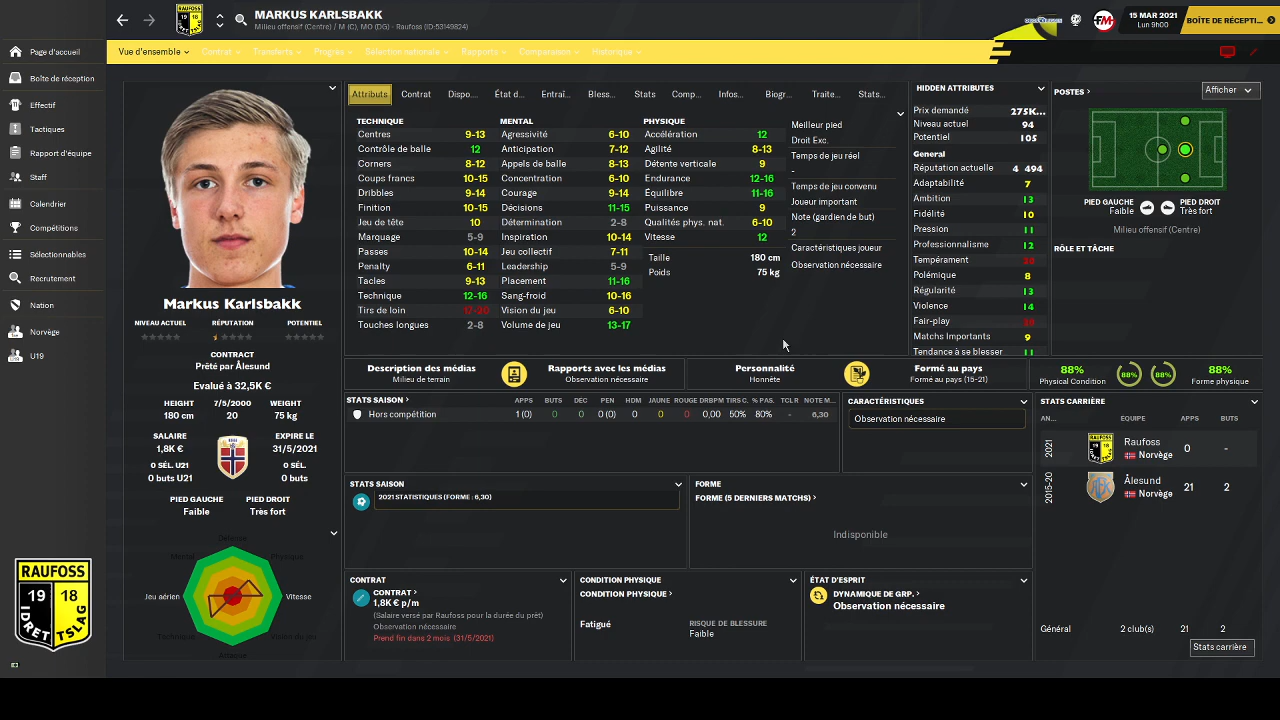 MARKUS KARLSBAKK
Milieu offensif (Centre) / M (C), MO (DG) - Raufoss (ID:53149824)
15 MAR 2021
Lun 9h00
BOÎTE DE RÉCEPTI...
Page d'accueil
Boîte de réception
Effectif
Tactiques
Rapport d'équipe
Staff
Calendrier
Compétitions
Sélectionnables
Recrutement
Nation
Norvège
U19
Vue d'ensemble
Contrat
Transferts
Progrès
Sélection nationale
Rapports
Comparaisons
Historique
Markus Karlsbakk
NIVEAU ACTUEL RÉPUTATION POTENTIEL
CONTRACT
Prêté par Ålesund
Evalué à 32,5K €
HEIGHT 7/5/2000 WEIGHT
180 cm 20 75 kg
SALAIRE EXPIRE LE
1,8K € 31/5/2021
0 SÉL. U21 0 SÉL.
0 buts U21 0 buts
PIED GAUCHE PIED DROIT
Faible Très fort
Défense
Mental Physique
Jeu aérien Vitesse
Technique Vision du jeu
Attaque
RAUFOSS
19 18
IDRETTSLAG
Attributs Contrat Dispo... État d... Entraî... Bless... Stats Comp... Infos... Biogr... Traite... Stats...
TECHNIQUE
Centres 9-13
Contrôle de balle 12
Corners 8-12
Coups francs 10-15
Dribbles 9-14
Finition 10-15
Jeu de tête 10
Marquage 5-9
Passes 10-14
Penalty 6-11
Tacles 9-13
Technique 12-16
Tirs de loin 17-20
Touches longues 2-8
MENTAL
Agressivité 6-10
Anticipation 7-12
Appels de balle 8-13
Concentration 6-10
Courage 9-14
Décisions 11-15
Détermination 2-8
Inspiration 10-14
Jeu collectif 7-11
Leadership 5-9
Placement 11-16
Sang-froid 10-16
Vision du jeu 6-10
Volume de jeu 13-17
PHYSIQUE
Accélération 12
Agilité 8-13
Détente verticale 9
Endurance 12-16
Équilibre 11-16
Puissance 9
Qualités phys. nat. 6-10
Vitesse 12
Taille 180 cm
Poids 75 kg
Meilleur pied
Droit Exc.
Temps de jeu réel
-
Temps de jeu convenu
Joueur important
Note (gardien de but)
2
Caractéristiques joueur
Observation nécessaire
HIDDEN ATTRIBUTES
Prix demandé 275K...
Niveau actuel 94
Potentiel 105
General
Réputation actuelle 4 494
Adaptabilité 7
Ambition 13
Fidélité 10
Pression 11
Professionnalisme 12
Tempérament
Polémique 8
Régularité 13
Violence 14
Fair-play
Matchs Importants 9
Tendance à se blesser 11
POSTES
Afficher
PIED GAUCHE
Faible
PIED DROIT
Très fort
Milieu offensif (Centre)
RÔLE ET TÂCHE
Description des médias
Milieu de terrain
Rapports avec les médias
Observation nécessaire
Personnalité
Honnête
Formé au pays
Formé au pays (15-21)
88%
Physical Condition
88%
88%
88%
Forme physique
STATS SAISON APPS BUTS DÉC PEN HDM JAUNE ROUGE DRBPM TIRS C. % PAS. TCLR NOTE M...
Hors compétition 1 (0) 0 0 0 (0) 0 0 0 0,00 50% 80% - 6,30
CARACTÉRISTIQUES
Observation nécessaire
STATS CARRIÈRE
AN... EQUIPE APPS BUTS
2021 Raufoss 0 -
Norvège
2015-20 Ålesund 21 2
Norvège
Général 2 club(s) 21 2
Stats carrière
STATS SAISON
2021 STATISTIQUES (FORME : 6,30)
FORME
FORME (5 DERNIERS MATCHS)
Indisponible
CONTRAT
CONTRAT
1,8K € p/m
(Salaire versé par Raufoss pour la durée du prêt)
Observation nécessaire
Prend fin dans 2 mois (31/5/2021)
CONDITION PHYSIQUE
CONDITION PHYSIQUE
Fatigué
RISQUE DE BLESSURE
Faible
ÉTAT D'ESPRIT
DYNAMIQUE DE GRP.
Observation nécessaire